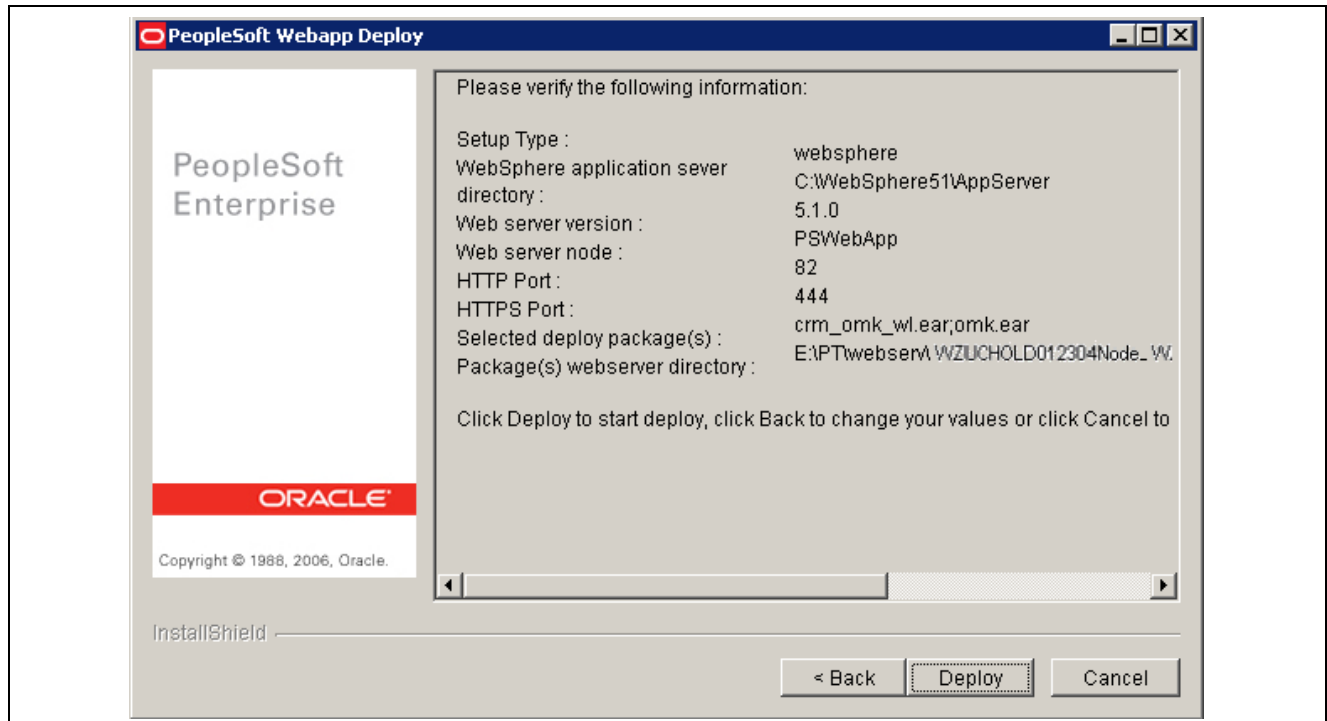 PeopleSoft Webapp Deploy
PeopleSoft
Enterprise
ORACLE
Copyright © 1988, 2006, Oracle.
Please verify the following information:
Setup Type : websphere
WebSphere application sever
directory : C:\WebSphere51\AppServer
Web server version : 5.1.0
Web server node : PSWebApp
HTTP Port : 82
HTTPS Port : 444
Selected deploy package(s) : crm_omk_wl.ear;omk.ear
Package(s) webserver directory : E:\PT\webserv\ WZUCHOLD012304Node_ W.
Click Deploy to start deploy, click Back to change your values or click Cancel to
InstallShield
< Back
Deploy
Cancel